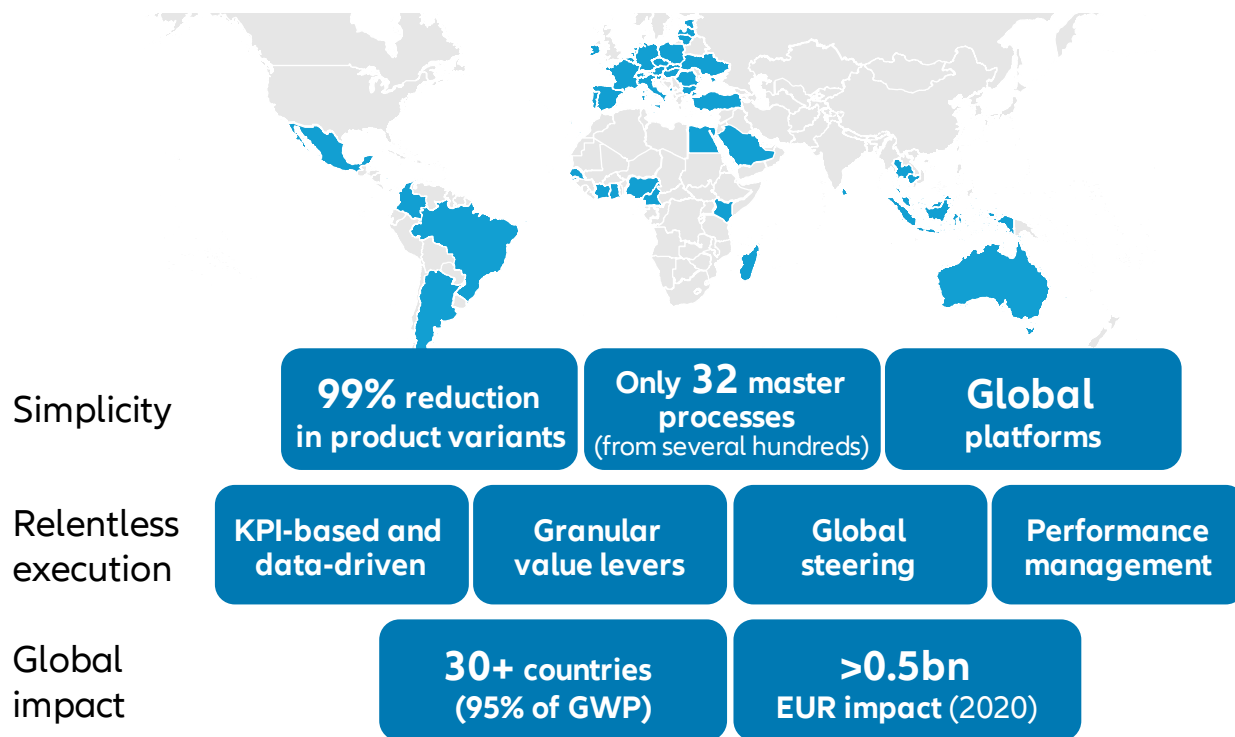 Simplicity
99% reduction
in product variants
Only 32 master
processes
(from several hundreds)
Global
platforms
Relentless
execution
KPI-based and
data-driven
Granular
value levers
Global
steering
Performance
management
Global
impact
30+ countries
(95% of GWP)
>0.5bn
EUR impact (2020)